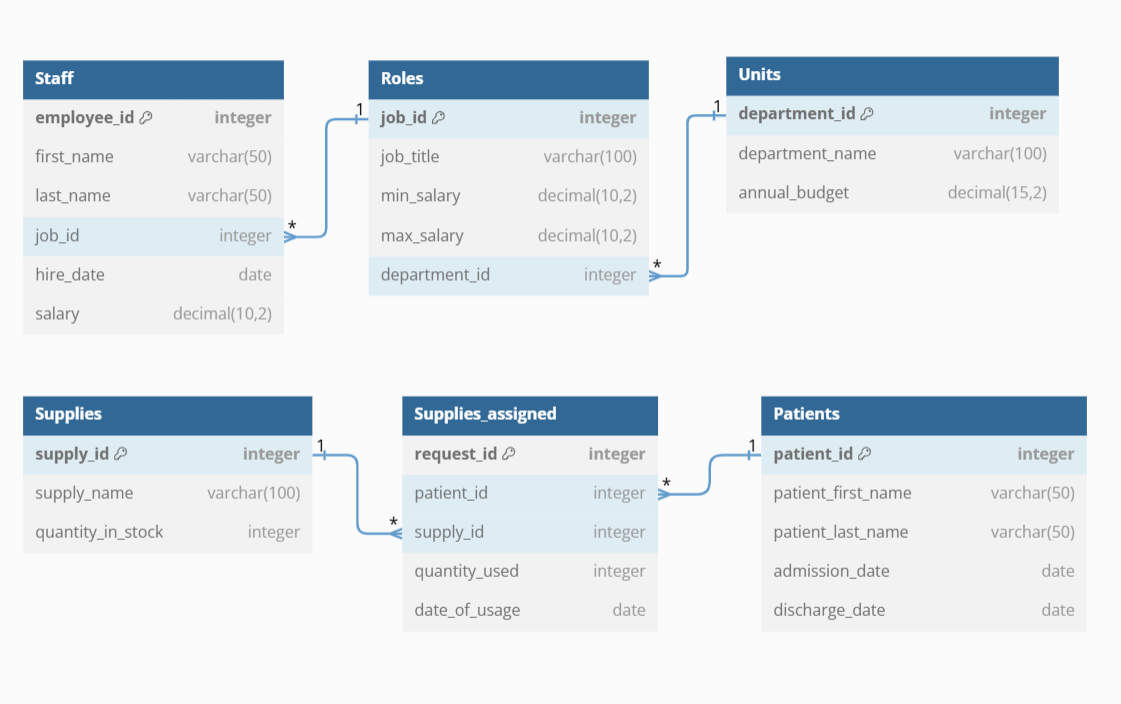 Staff
employee_id integer
first_name varchar(50)
last_name varchar(50)
job_id integer
hire_date date
salary decimal(10,2)
*
1
Roles
job_id integer
job_title varchar(100)
min_salary decimal(10,2)
max_salary decimal(10,2)
department_id integer
*
1
Units
department_id integer
department_name varchar(100)
annual_budget decimal(15,2)
Supplies
supply_id integer
supply_name varchar(100)
quantity_in_stock integer
1
*
Supplies_assigned
request_id integer
patient_id integer
supply_id integer
quantity_used integer
date_of_usage date
*
1
Patients
patient_id integer
patient_first_name varchar(50)
patient_last_name varchar(50)
admission_date date
discharge_date date